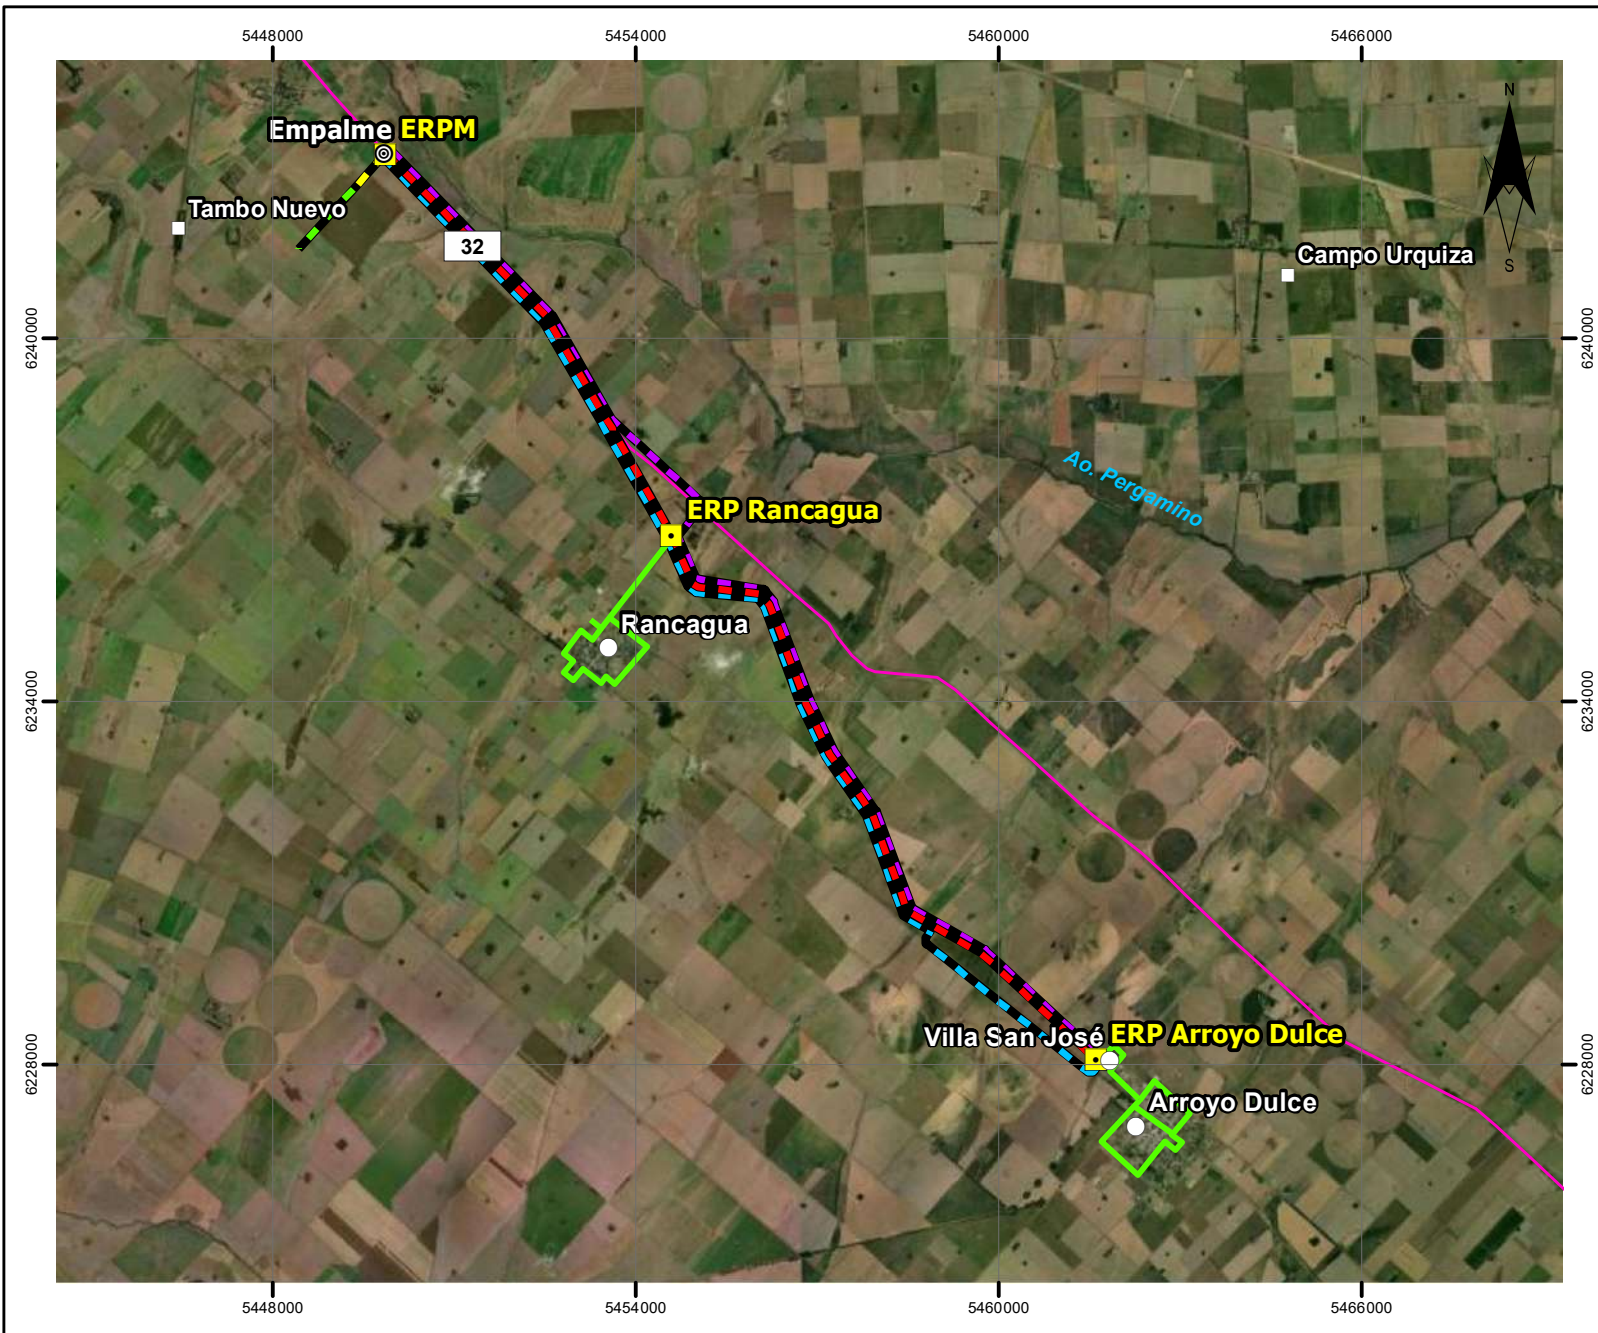 5448000
5454000
5460000
5466000
N
Empalme ERPM
Tambo Nuevo
32
Campo Urquiza
S
6240000
6240000
Ao. Pergamino
ERP Rancagua
Rancagua
6234000
6234000
Villa San José ERP Arroyo Dulce
6228000
6228000
Arroyo Dulce
5448000
5454000
5460000
5466000